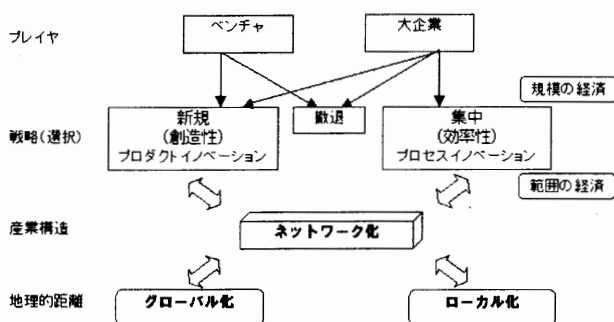 プレイヤ
ベンチャ
大企業
規模の経済
戦略(選択)
新規
(創造性)
プロダクトイノベーション
撤退
集中
(効率性)
プロセスイノベーション
範囲の経済
産業構造
ネットワーク化
地理的距離
グローバル化
ローカル化